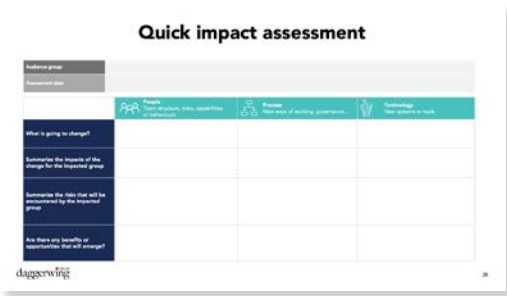 Quick impact assessment
Audience group
Assessment date
People
Team structure, roles, capabilities
or behaviours
Process
New ways of working, governance...
Technology
New systems or tools
What is going to change?
Summarize the impacts of the
change for the impacted group
Summarize the risks that will be
encountered by the impacted
group
Are there any benefits or
opportunities that will emerge?
daggerwing